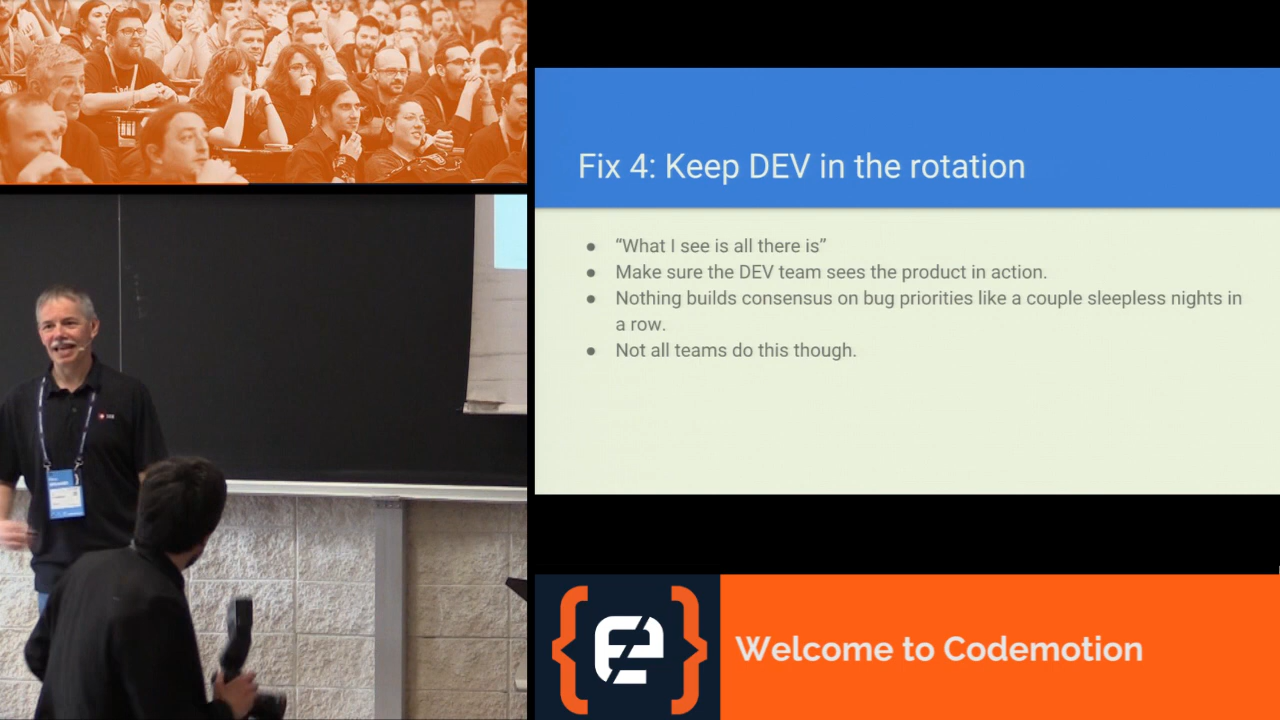 Fix 4: Keep DEV in the rotation
● “What I see is all there is”
● Make sure the DEV team sees the product in action.
● Nothing builds consensus on bug priorities like a couple sleepless nights in
a row.
● Not all teams do this though.
Welcome to Codemotion